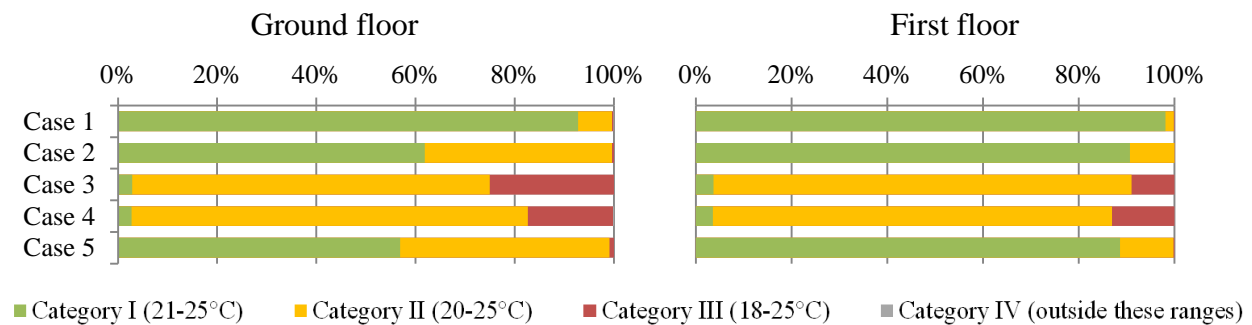 Ground floor First floor
0% 20% 40% 60% 80% 100% 0% 20% 40% 60% 80% 100%
Case 1
Case 2
Case 3
Case 4
Case 5
Category I (21-25°C) Category II (20-25°C) Category III (18-25°C) Category IV (outside these ranges)